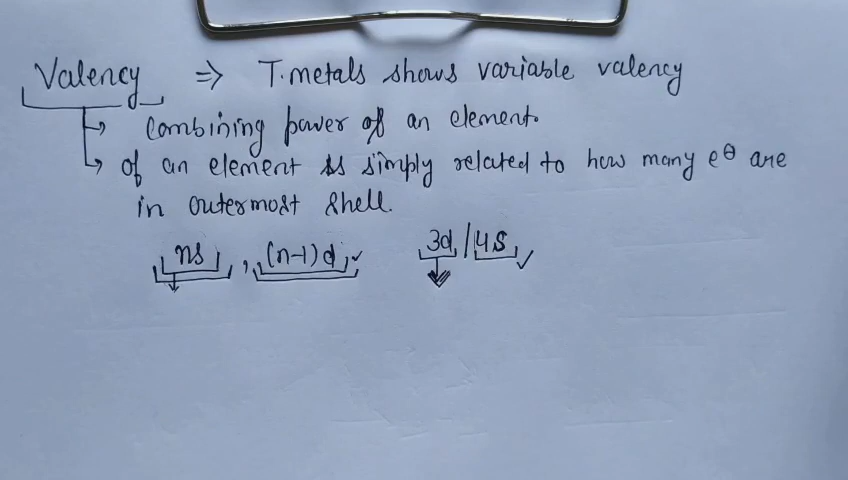 Valency ⇒ T.metals shows variable valency
↳ Combining power of an element.
↳ of an element is simply related to how many e⊖ are
in outermost shell.
ns , (n-1)d ✓ 3d / 4s ✓